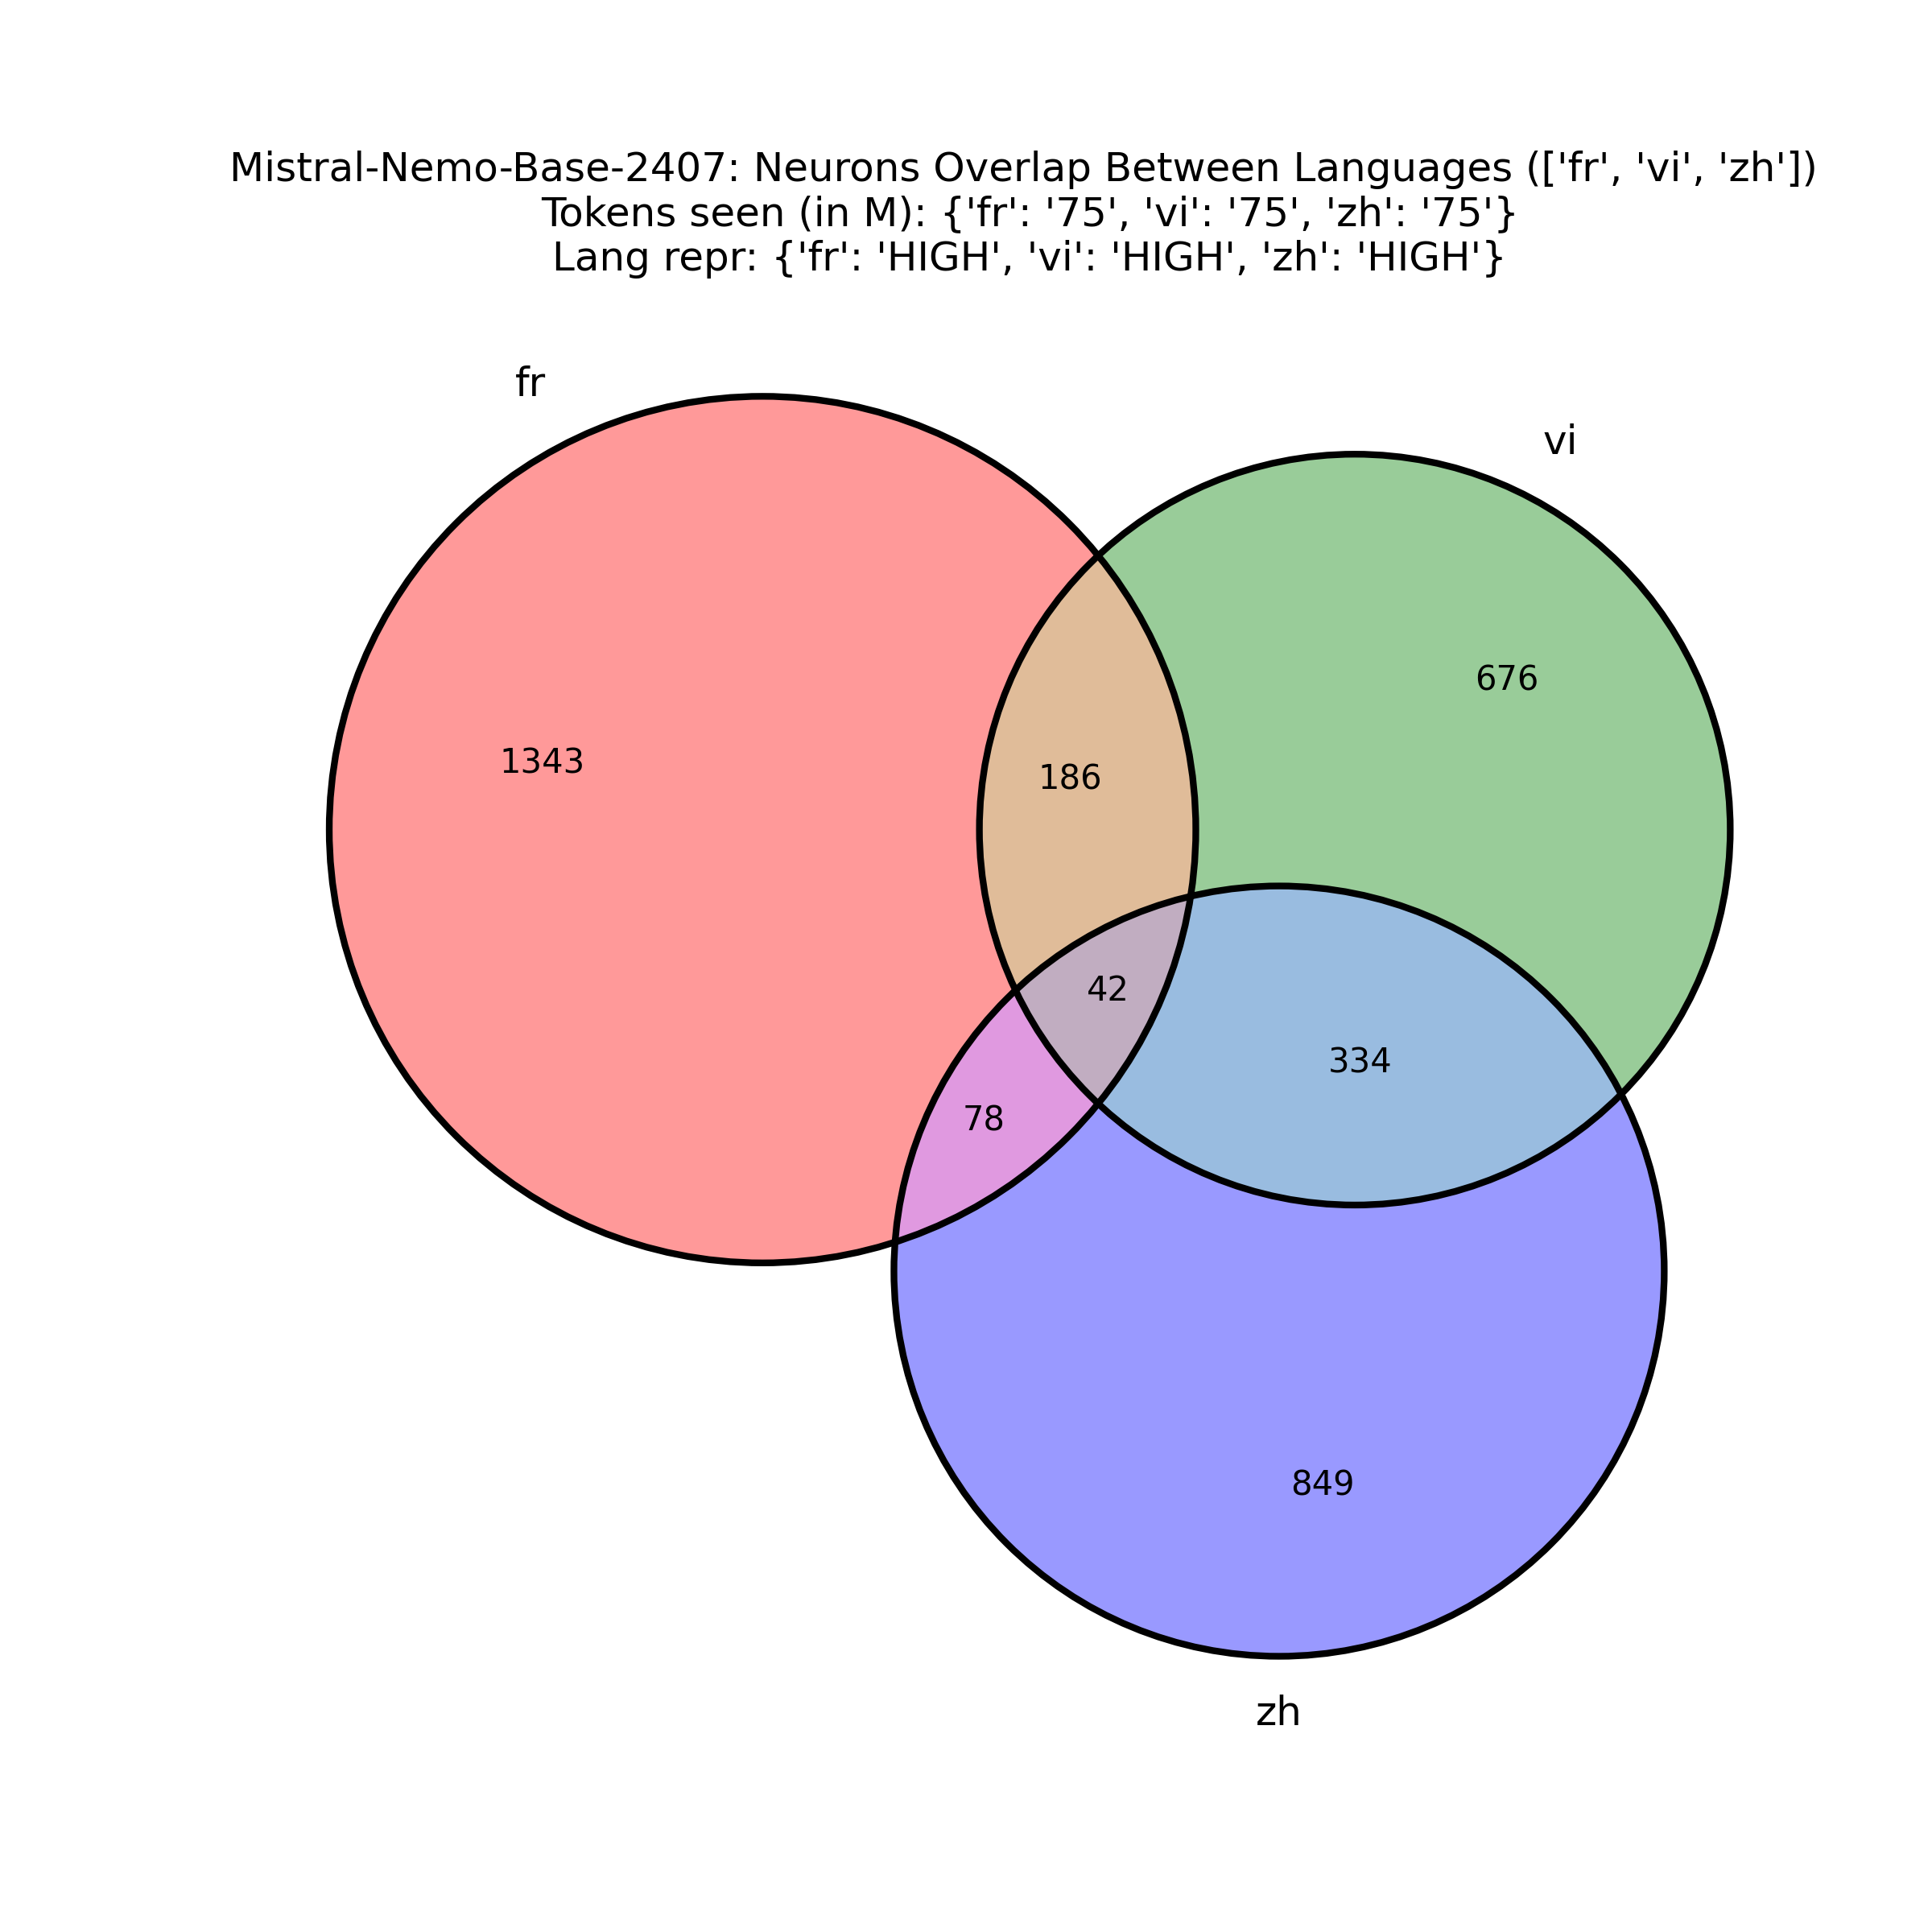 Mistral-Nemo-Base-2407: Neurons Overlap Between Languages (['fr', 'vi', 'zh'])
Tokens seen (in M): {'fr': '75', 'vi': '75', 'zh': '75'}
Lang repr: {'fr': 'HIGH', 'vi': 'HIGH', 'zh': 'HIGH'}
fr
vi
676
1343
186
42
334
78
849
zh